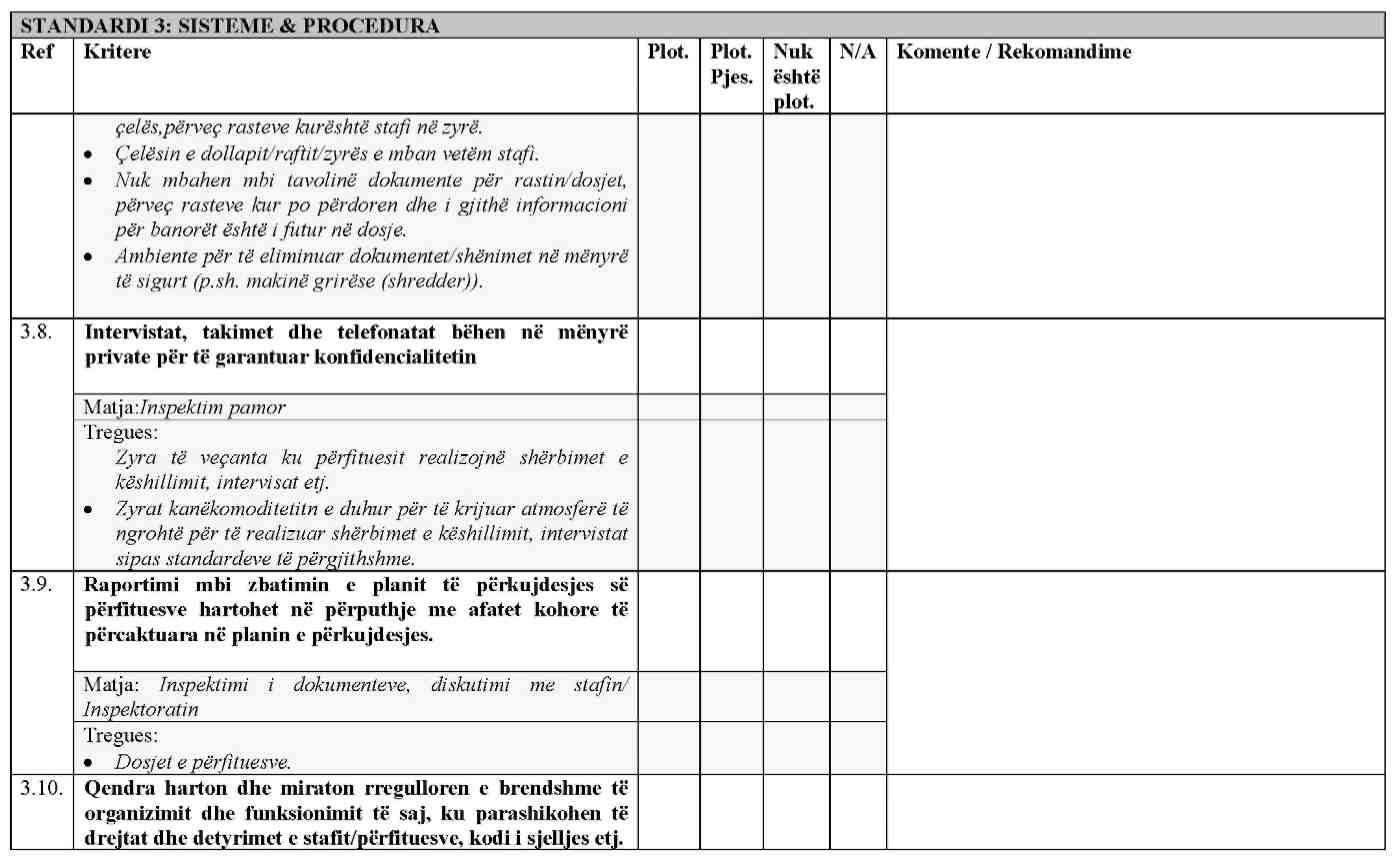 STANDARDI 3: SISTEME & PROCEDURA
Ref Kritere Plot. Plot. Nuk N/A Komente / Rekomandime
Pjes. është
plot.
çelës,përveç rasteve kurështë stafi në zyrë.
• Çelësin e dollapit/raftit/zyrës e mban vetëm stafi.
• Nuk mbahen mbi tavolinë dokumente për rastin/dosjet,
përveç rasteve kur po përdoren dhe i gjithë informacioni
për banorët është i futur në dosje.
• Ambiente për të eliminuar dokumentet/shënimet në mënyrë
të sigurt (p.sh. makinë grirëse (shredder)).
3.8. Intervistat, takimet dhe telefonatat bëhen në mënyrë
private për të garantuar konfidencialitetin
Matja:Inspektim pamor
Tregues:
Zyra të veçanta ku përfituesit realizojnë shërbimet e
këshillimit, intervisat etj.
• Zyrat kanëkomoditetitn e duhur për të krijuar atmosferë të
ngrohtë për të realizuar shërbimet e këshillimit, intervistat
sipas standardeve të përgjithshme.
3.9. Raportimi mbi zbatimin e planit të përkujdesjes së
përfituesve hartohet në përputhje me afatet kohore të
përcaktuara në planin e përkujdesjes.
Matja: Inspektimi i dokumenteve, diskutimi me stafin/
Inspektoratin
Tregues:
• Dosjet e përfituesve.
3.10. Qendra harton dhe miraton rregulloren e brendshme të
organizimit dhe funksionimit të saj, ku parashikohen të
drejtat dhe detyrimet e stafit/përfituesve, kodi i sjelljes etj.